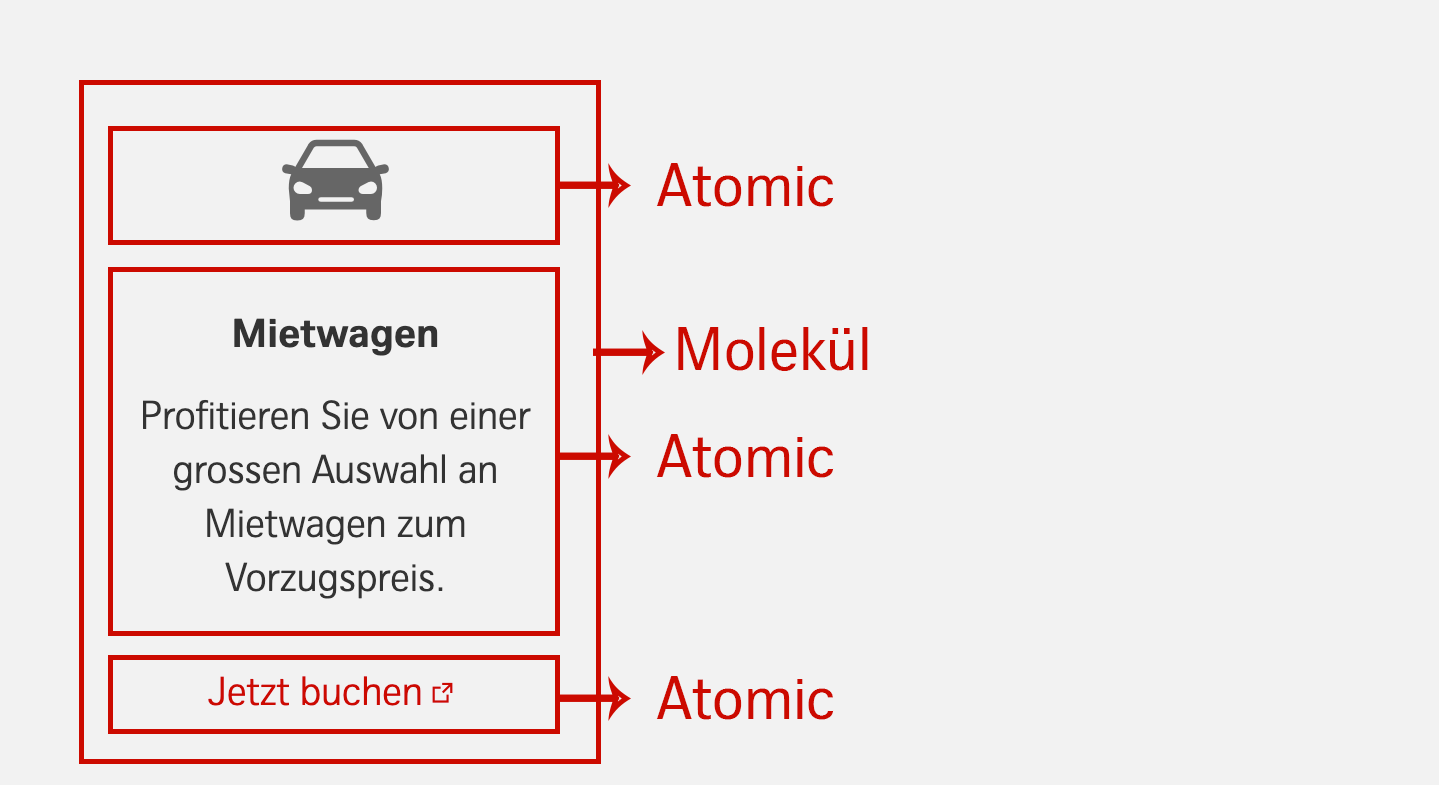 Atomic
Mietwagen
Molekül
Profitieren Sie von einer
grossen Auswahl an
Atomic
Mietwagen zum
Vorzugspreis.
Jetzt buchen
Atomic